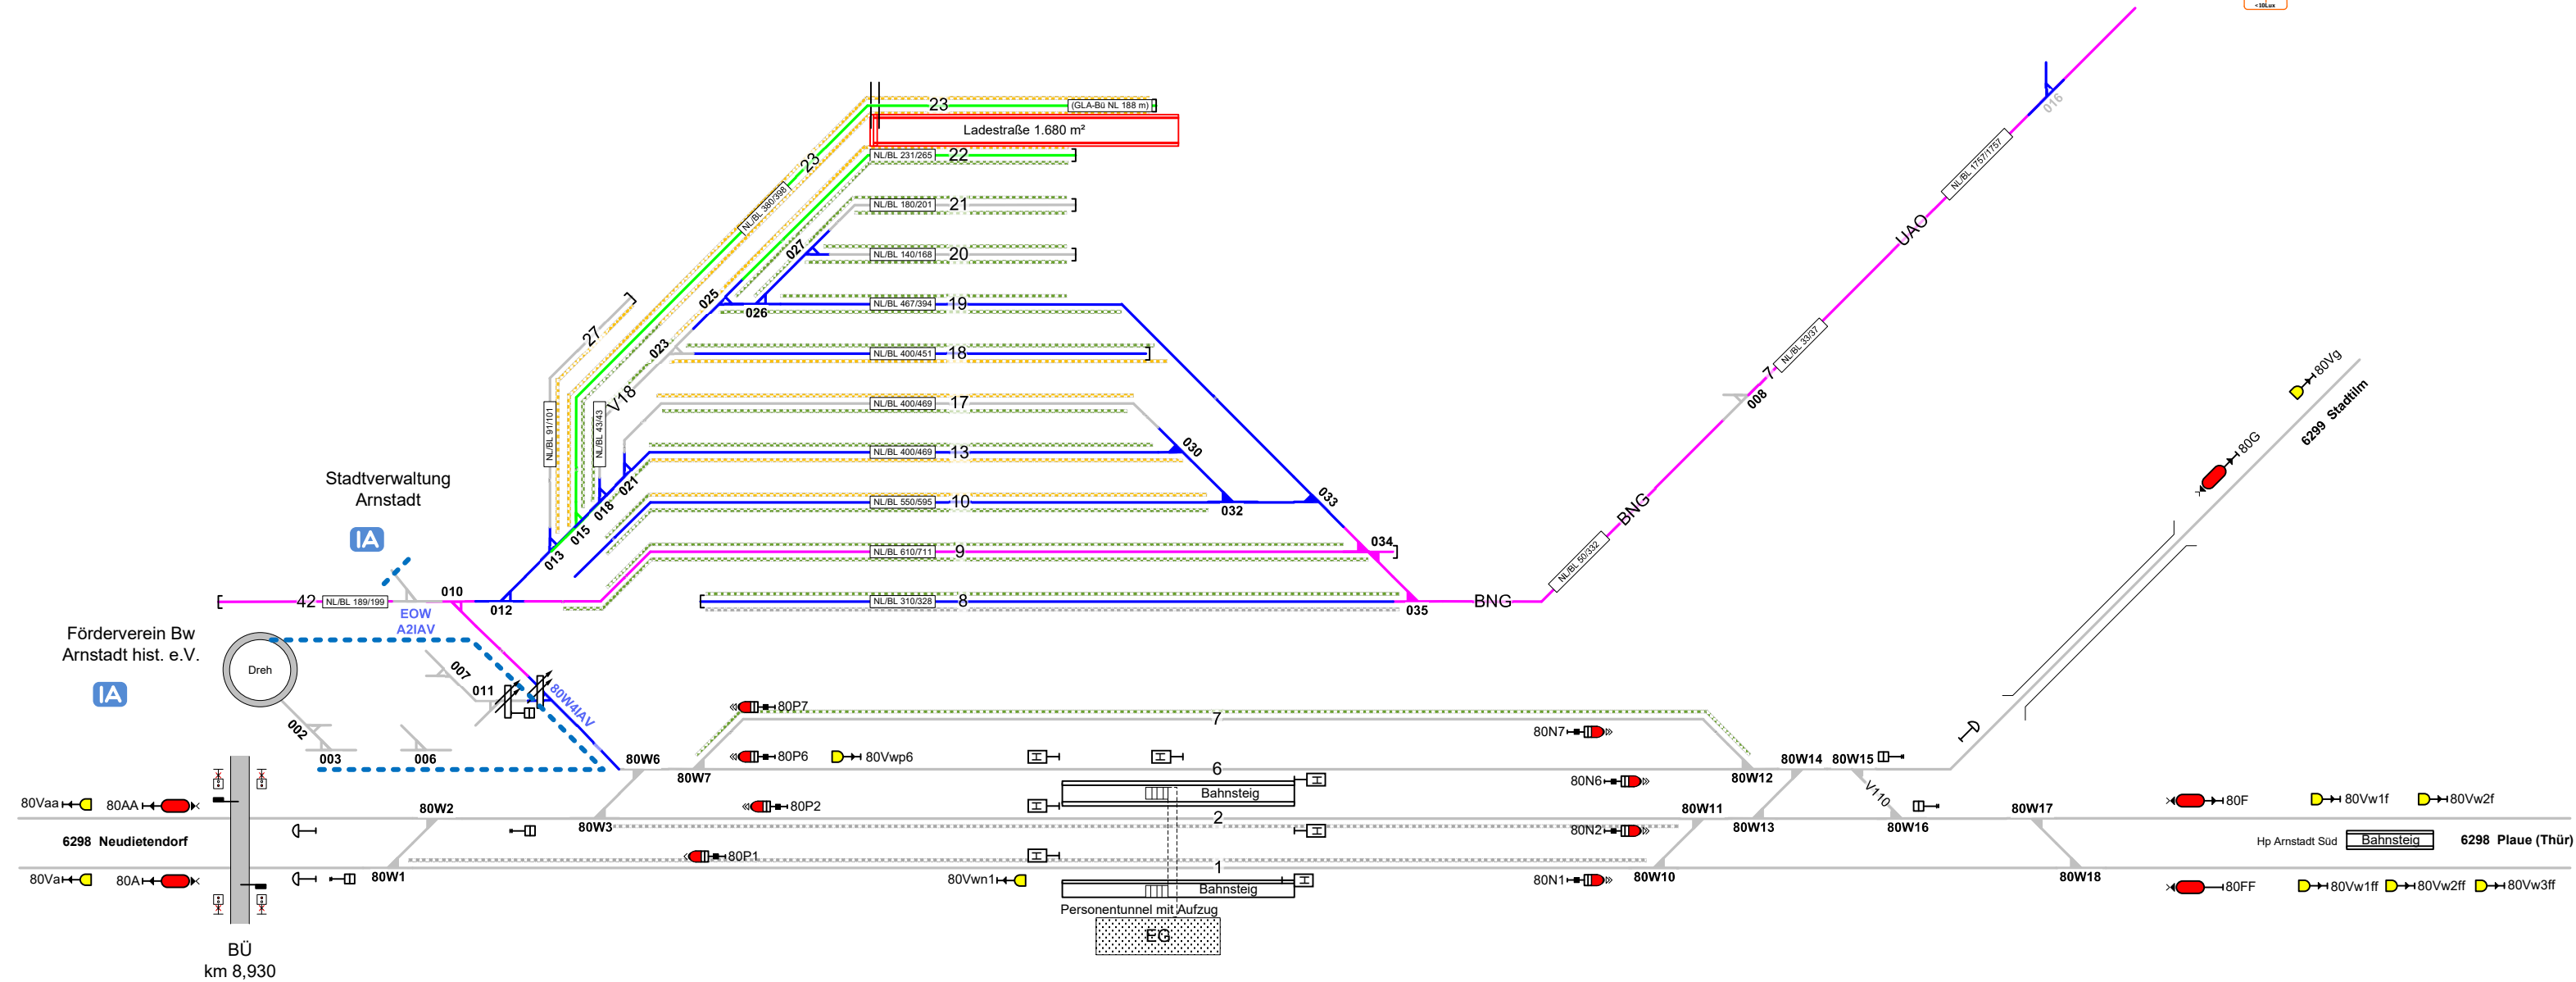 <10Lux
23
(GLA-Bü NL 188 m)
Ladestraße 1.680 m²
016
23
NL/BL 231/265
22
NL/BL 1757/1757
NL/BL 380/398
NL/BL 180/201
21
UAO
027
NL/BL 140/168
20
025
026
NL/BL 467/394
19
27
023
NL/BL 400/451
18
NL/BL 33/37
7
008
80Vg
6299 Stadtilm
V18
NL/BL 400/469
17
NL/BL 91/101
NL/BL 43/43
030
80G
NL/BL 400/469
13
Stadtverwaltung
Arnstadt
021
018
NL/BL 550/595
10
032
033
BNG
IA
015
013
NL/BL 610/711
9
034
NL/BL 50/332
42
NL/BL 189/199
010
012
NL/BL 310/328
8
035
BNG
EOW
A2IAV
Förderverein Bw
Arnstadt hist. e.V.
Dreh
007
011
IA
80W4IAV
002
003
006
80P7
7
80N7
80W6
80W7
80P6
80Vwp6
6
80N6
80W12
80W14
80W15
Bahnsteig
V110
80Vaa
80AA
80W2
80W3
80P2
2
80N2
80W11
80W13
80W16
80W17
80F
80Vw1f
80Vw2f
6298 Neudietendorf
Hp Arnstadt Süd
Bahnsteig
6298 Plaue (Thür)
80P1
1
80Va
80A
80W1
80Vwn1
Bahnsteig
80N1
80W10
80W18
80FF
80Vw1ff
80Vw2ff
80Vw3ff
Personentunnel mit Aufzug
EG
BÜ
km 8,930